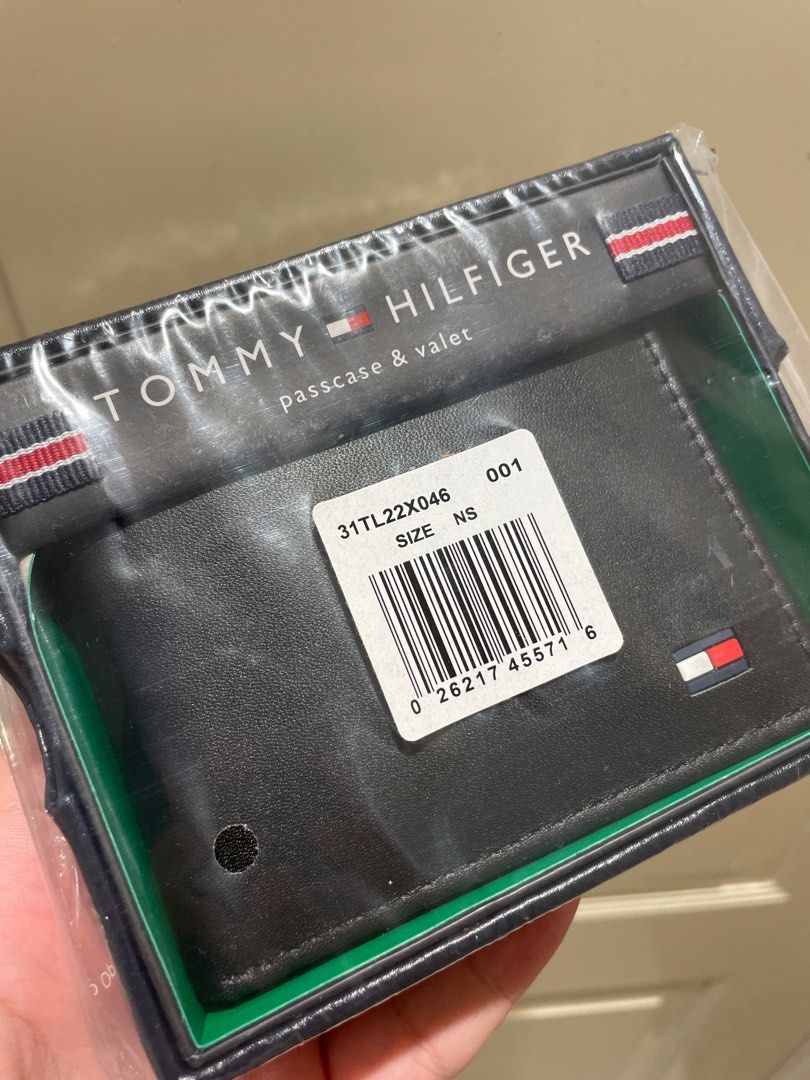 TOMMY HILFIGER
passcase & valet
31TL22X046 001
SIZE NS
0 26217 45571 6